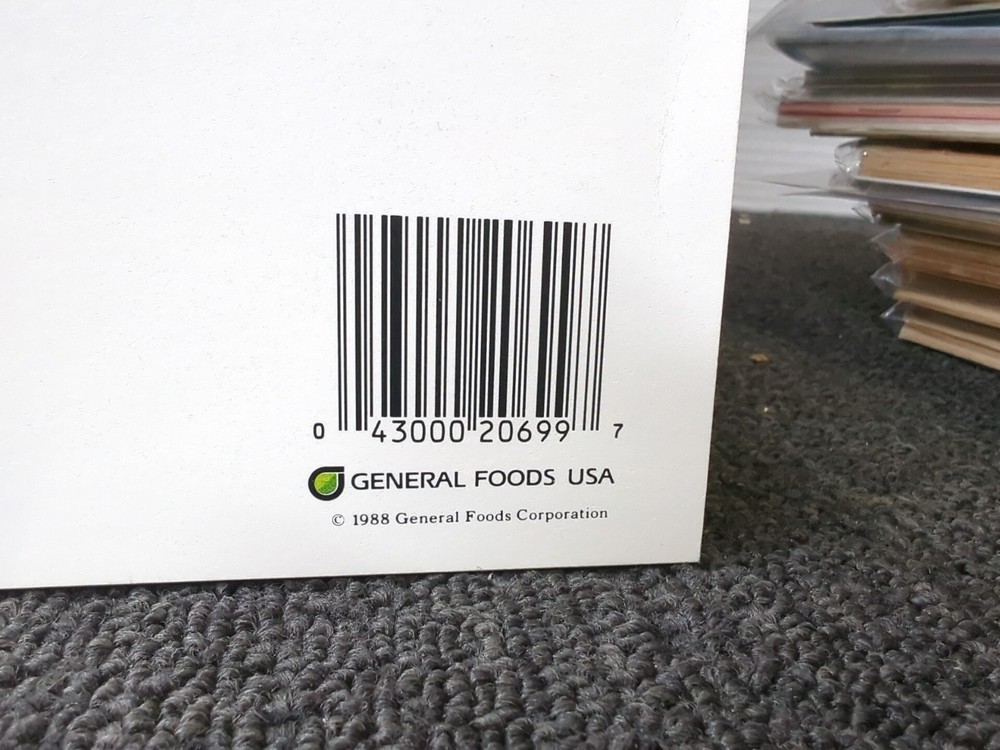 0 43000 20699 7
GENERAL FOODS USA
© 1988 General Foods Corporation